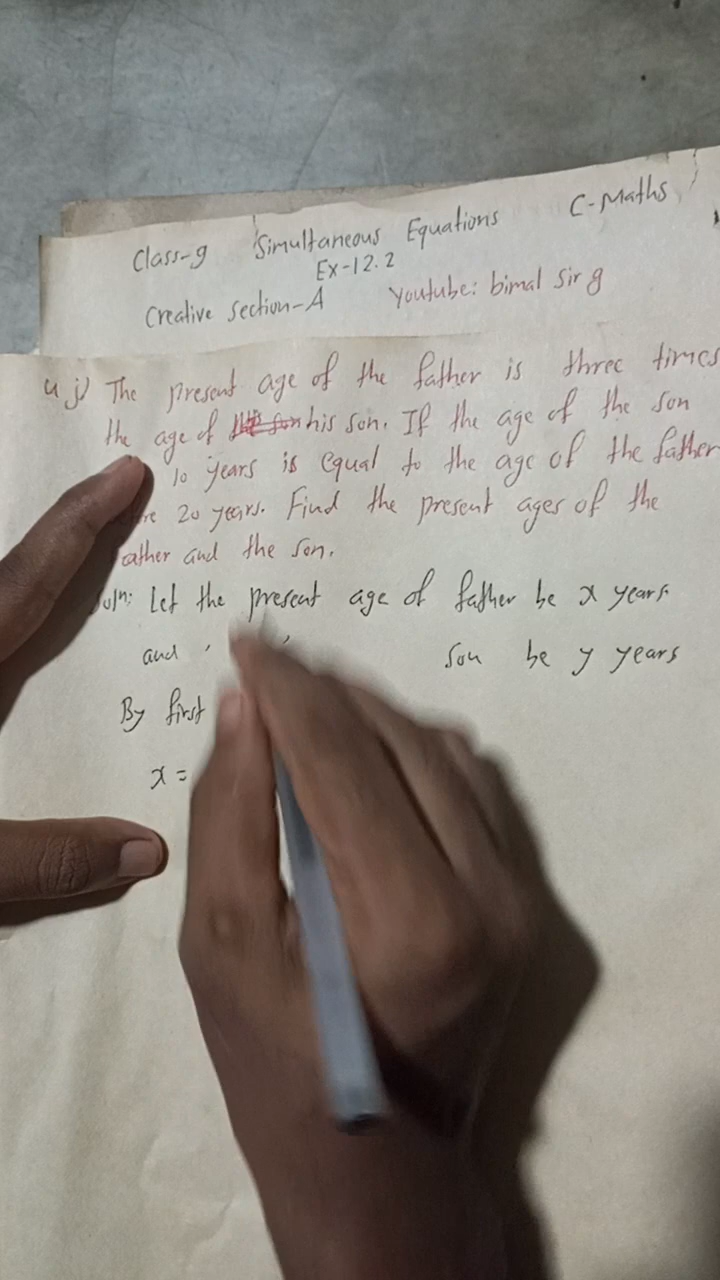 C-Maths
Class-9 Simultaneous Equations
Ex-12.2
Creative section-A Youtube: bimal sir g
4 j) The present age of the father is three times
the age of his son. If the age of the son
10 years is equal to the age of the father
20 years. Find the present ages of the
father and the son.
Soln: Let the present age of father be x years
and son be y years
By first
x =